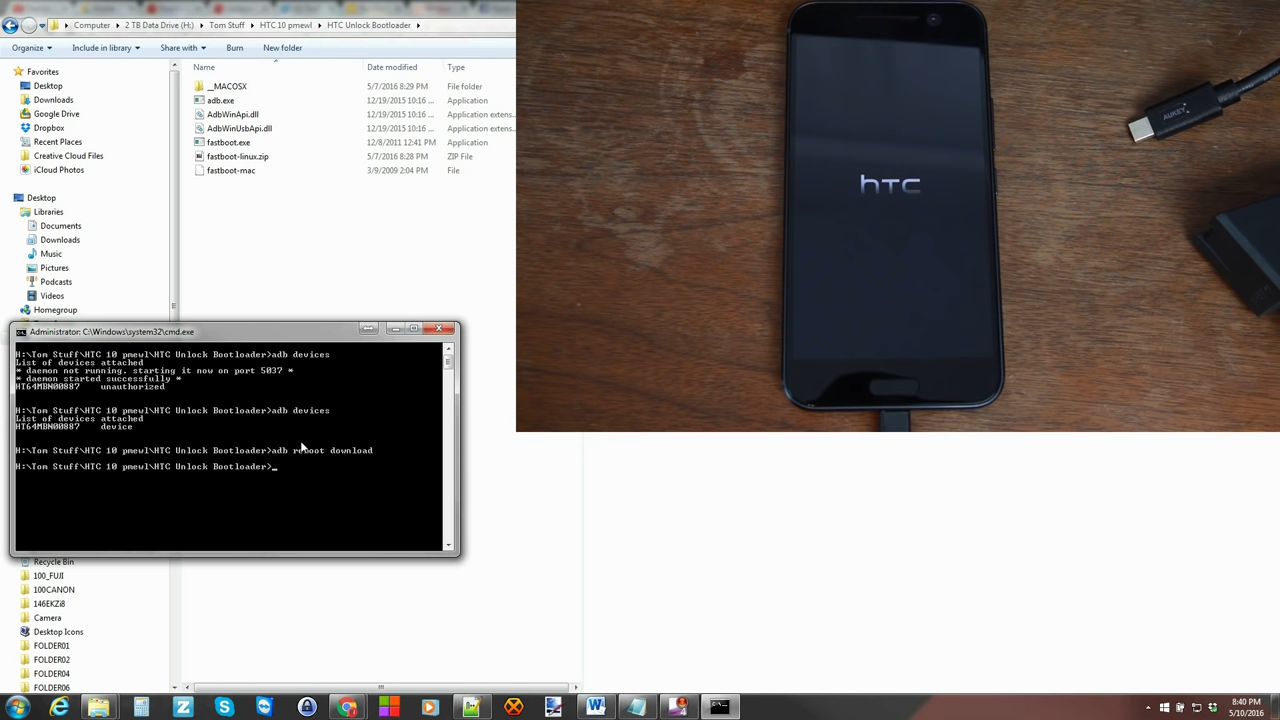 Computer ▸ 2 TB Data Drive (H:) ▸ Tom Stuff ▸ HTC 10 pmewl ▸ HTC Unlock Bootloader ▸
Organize Include in library Share with Burn New folder
Name Date modified Type
Favorites
Desktop
Downloads
Google Drive
Dropbox
Recent Places
Creative Cloud Files
iCloud Photos
Desktop
Libraries
Documents
Downloads
Music
Pictures
Podcasts
Videos
Homegroup
__MACOSX 5/7/2016 8:29 PM File folder
adb.exe 12/19/2015 10:16 ... Application
AdbWinApi.dll 12/19/2015 10:16 ... Application extens...
AdbWinUsbApi.dll 12/19/2015 10:16 ... Application extens...
fastboot.exe 12/8/2011 12:41 PM Application
fastboot-linux.zip 5/7/2016 8:28 PM ZIP File
fastboot-mac 3/9/2009 2:04 PM File
hTC
AUKEY
Administrator: C:\Windows\system32\cmd.exe
H:\Tom Stuff\HTC 10 pmewl\HTC Unlock Bootloader>adb devices
List of devices attached
* daemon not running. starting it now on port 5037 *
* daemon started successfully *
HT64MBN00887 unauthorized
H:\Tom Stuff\HTC 10 pmewl\HTC Unlock Bootloader>adb devices
List of devices attached
HT64MBN00887 device
H:\Tom Stuff\HTC 10 pmewl\HTC Unlock Bootloader>adb reboot download
H:\Tom Stuff\HTC 10 pmewl\HTC Unlock Bootloader>_
Recycle Bin
100_FUJI
100CANON
146EKZi8
Camera
Desktop Icons
FOLDER01
FOLDER02
FOLDER04
FOLDER06
8:40 PM
5/10/2016